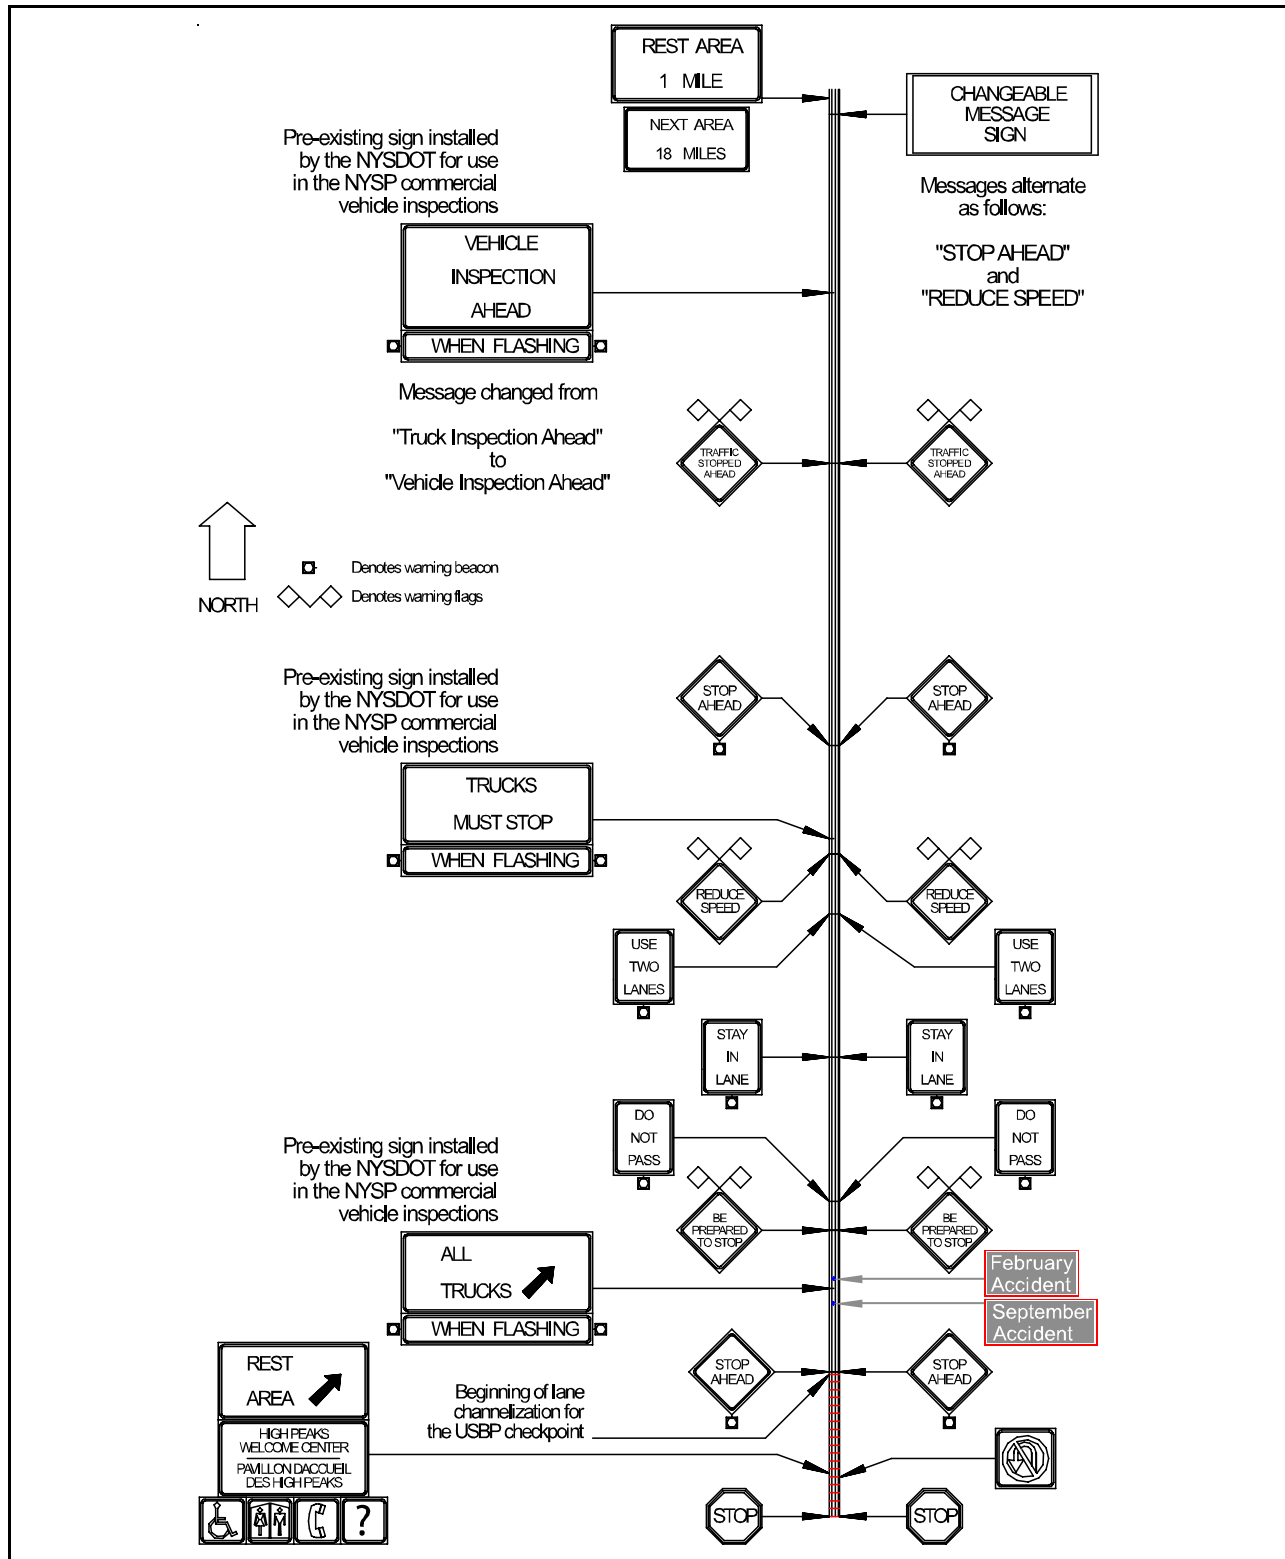 REST AREA
1 MILE
NEXT AREA
18 MILES
CHANGEABLE
MESSAGE
SIGN
Messages alternate
as follows:
"STOP AHEAD"
and
"REDUCE SPEED"
Pre-existing sign installed
by the NYSDOT for use
in the NYSP commercial
vehicle inspections
VEHICLE
INSPECTION
AHEAD
WHEN FLASHING
Message changed from
"Truck Inspection Ahead"
to
"Vehicle Inspection Ahead"
TRAFFIC
STOPPED
AHEAD
TRAFFIC
STOPPED
AHEAD
NORTH
Denotes warning beacon
Denotes warning flags
STOP
AHEAD
STOP
AHEAD
Pre-existing sign installed
by the NYSDOT for use
in the NYSP commercial
vehicle inspections
TRUCKS
MUST STOP
WHEN FLASHING
REDUCE
SPEED
REDUCE
SPEED
USE
TWO
LANES
USE
TWO
LANES
STAY
IN
LANE
STAY
IN
LANE
DO
NOT
PASS
DO
NOT
PASS
Pre-existing sign installed
by the NYSDOT for use
in the NYSP commercial
vehicle inspections
BE
PREPARED
TO STOP
BE
PREPARED
TO STOP
ALL
TRUCKS
WHEN FLASHING
February
Accident
September
Accident
STOP
AHEAD
STOP
AHEAD
REST
AREA
HIGH PEAKS
WELCOME CENTER
PAVILLON DACCUEIL
DES HIGH PEAKS
?
Beginning of lane
channelization for
the USBP checkpoint
STOP
STOP